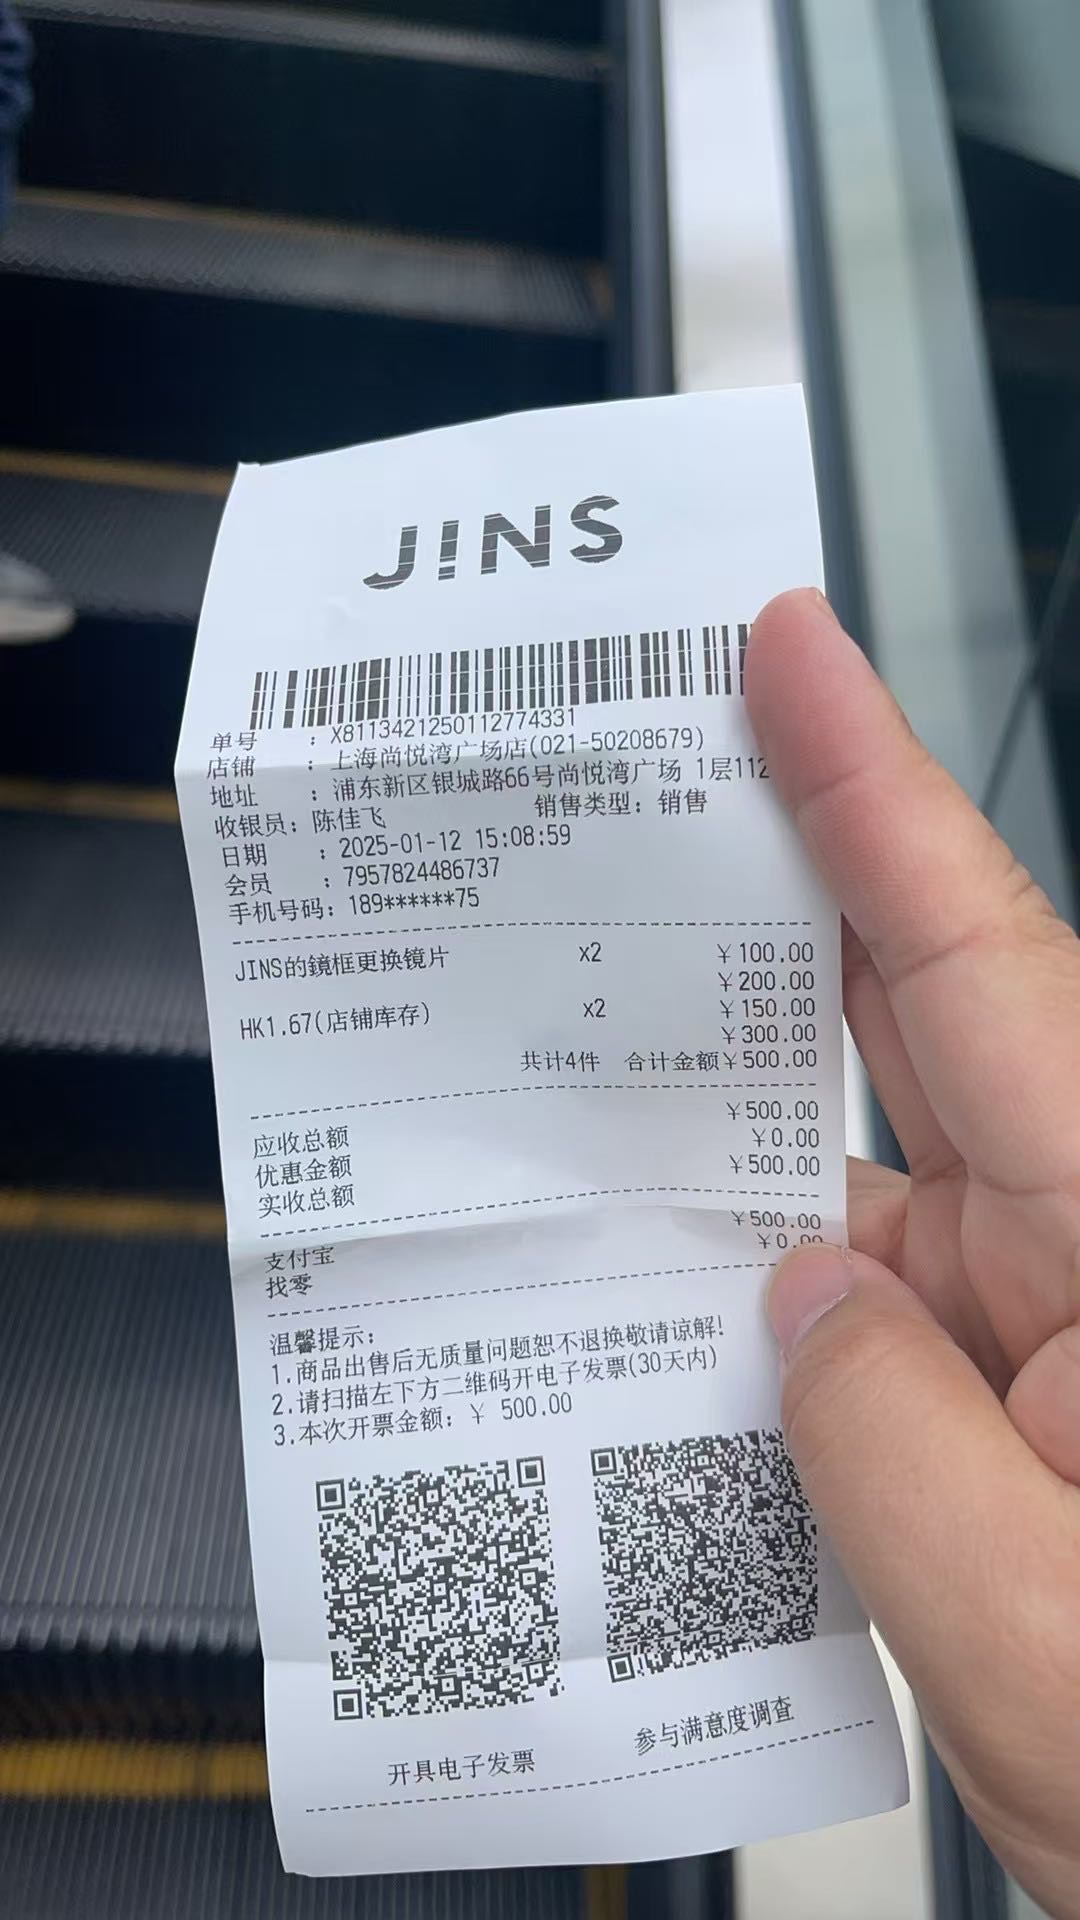 JINS
单号 : X8113421250112774331
店铺 : 上海尚悦湾广场店(021-50208679)
地址 : 浦东新区银城路66号尚悦湾广场 1层112
收银员: 陈佳飞 销售类型: 销售
日期 : 2025-01-12 15:08:59
会员 : 7957824486737
手机号码: 189******75
JINS的鏡框更换镜片 x2 ¥100.00
¥200.00
HK1.67(店铺库存) x2 ¥150.00
¥300.00
共计4件 合计金额¥500.00
应收总额 ¥500.00
优惠金额 ¥0.00
实收总额 ¥500.00
支付宝 ¥500.00
找零 ¥0.00
温馨提示:
1.商品出售后无质量问题恕不退换敬请谅解!
2.请扫描左下方二维码开电子发票(30天内)
3.本次开票金额: ¥ 500.00
开具电子发票
参与满意度调查